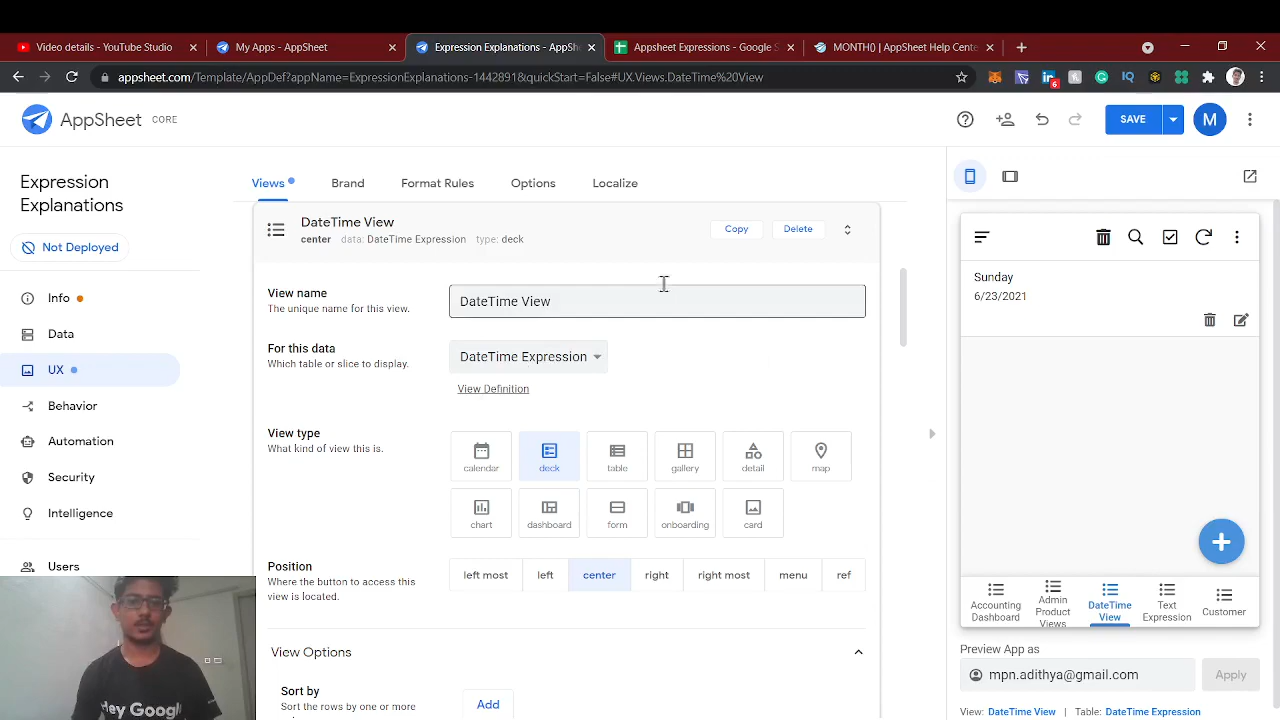 Video details - YouTube Studio
My Apps - AppSheet
Expression Explanations - AppSh
Appsheet Expressions - Google S
MONTH() | AppSheet Help Cente
appsheet.com/Template/AppDef?appName=ExpressionExplanations-1442891&quickStart=False#UX.Views.DateTime%20View
IQ
6
AppSheet CORE
SAVE
M
Expression
Explanations
Not Deployed
Info
Data
UX
Behavior
Automation
Security
Intelligence
Users
Hey Googl
Views
Brand
Format Rules
Options
Localize
DateTime View
center data: DateTime Expression type: deck
Copy
Delete
View name
The unique name for this view.
DateTime View
For this data
Which table or slice to display.
DateTime Expression
View Definition
View type
What kind of view this is.
calendar
deck
table
gallery
detail
map
chart
dashboard
form
onboarding
card
Position
Where the button to access this
view is located.
left most
left
center
right
right most
menu
ref
View Options
Sort by
Sort the rows by one or more
Add
Sunday
6/23/2021
Accounting
Dashboard
Admin
Product
Views
DateTime
View
Text
Expression
Customer
Preview App as
mpn.adithya@gmail.com
Apply
View: DateTime View | Table: DateTime Expression